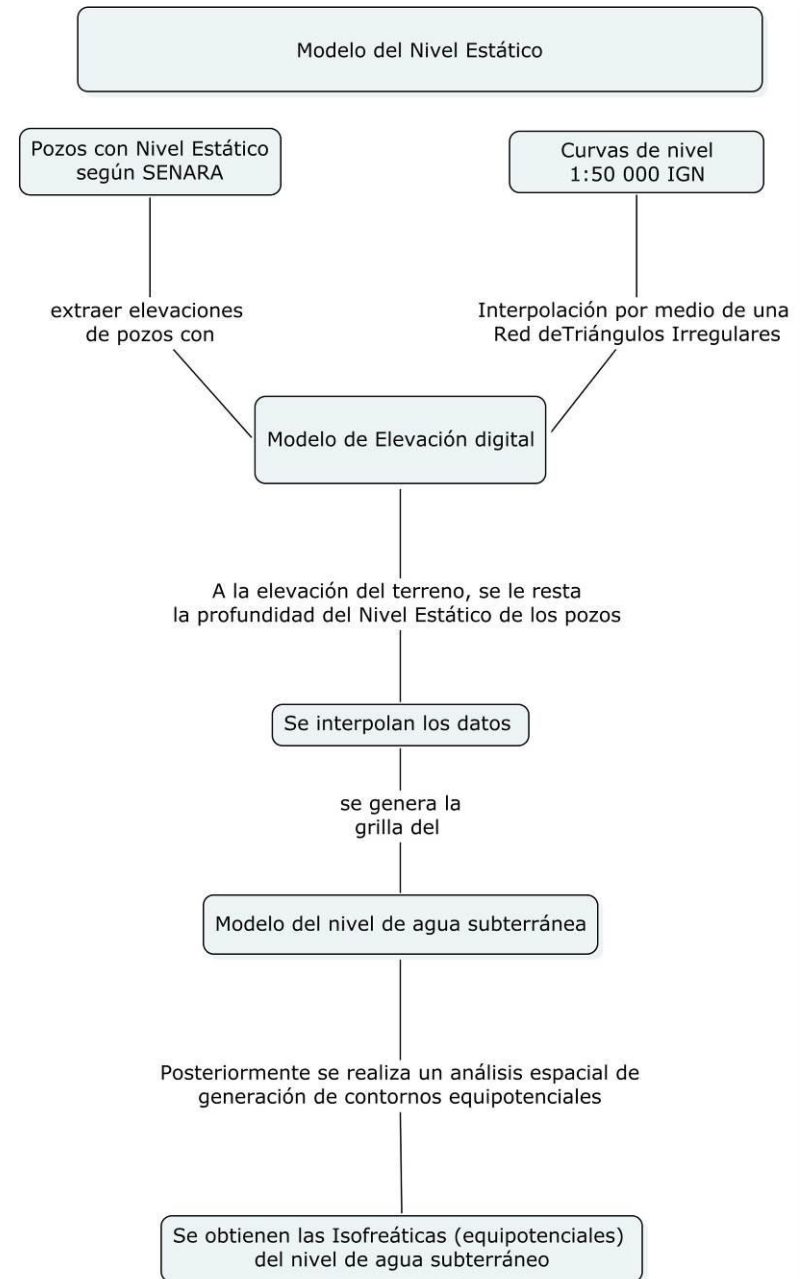 Modelo del Nivel Estático
Pozos con Nivel Estático
según SENARA
Curvas de nivel
1:50 000 IGN
extraer elevaciones
de pozos con
Interpolación por medio de una
Red deTriángulos Irregulares
Modelo de Elevación digital
A la elevación del terreno, se le resta
la profundidad del Nivel Estático de los pozos
Se interpolan los datos
se genera la
grilla del
Modelo del nivel de agua subterránea
Posteriormente se realiza un análisis espacial de
generación de contornos equipotenciales
Se obtienen las Isofreáticas (equipotenciales)
del nivel de agua subterráneo